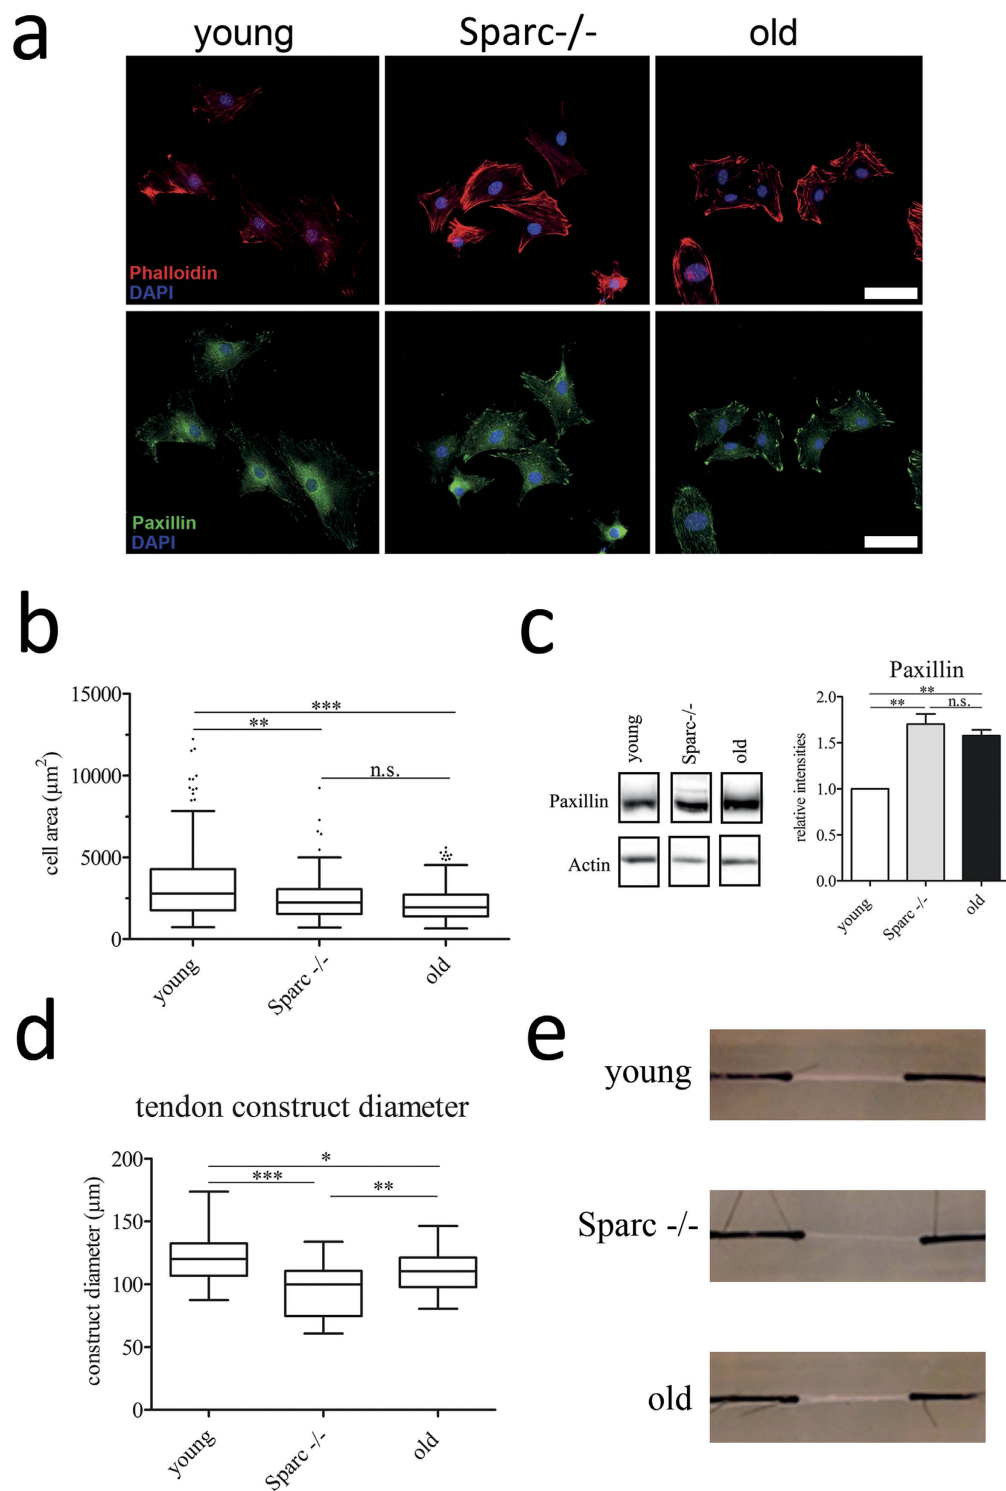 a
young Sparc-/- old
Phalloidin
DAPI
Paxillin
DAPI
b
15000
10000
5000
0
cell area (µm²)
***
**
n.s.
young
Sparc -/-
old
c
young
Sparc-/-
old
Paxillin
Actin
Paxillin
2.0
1.5
1.0
0.5
0.0
relative intensities
**
**
n.s.
young
Sparc -/-
old
d
tendon construct diameter
200
150
100
50
0
construct diameter (µm)
*
***
**
young
Sparc -/-
old
e
young
Sparc -/-
old